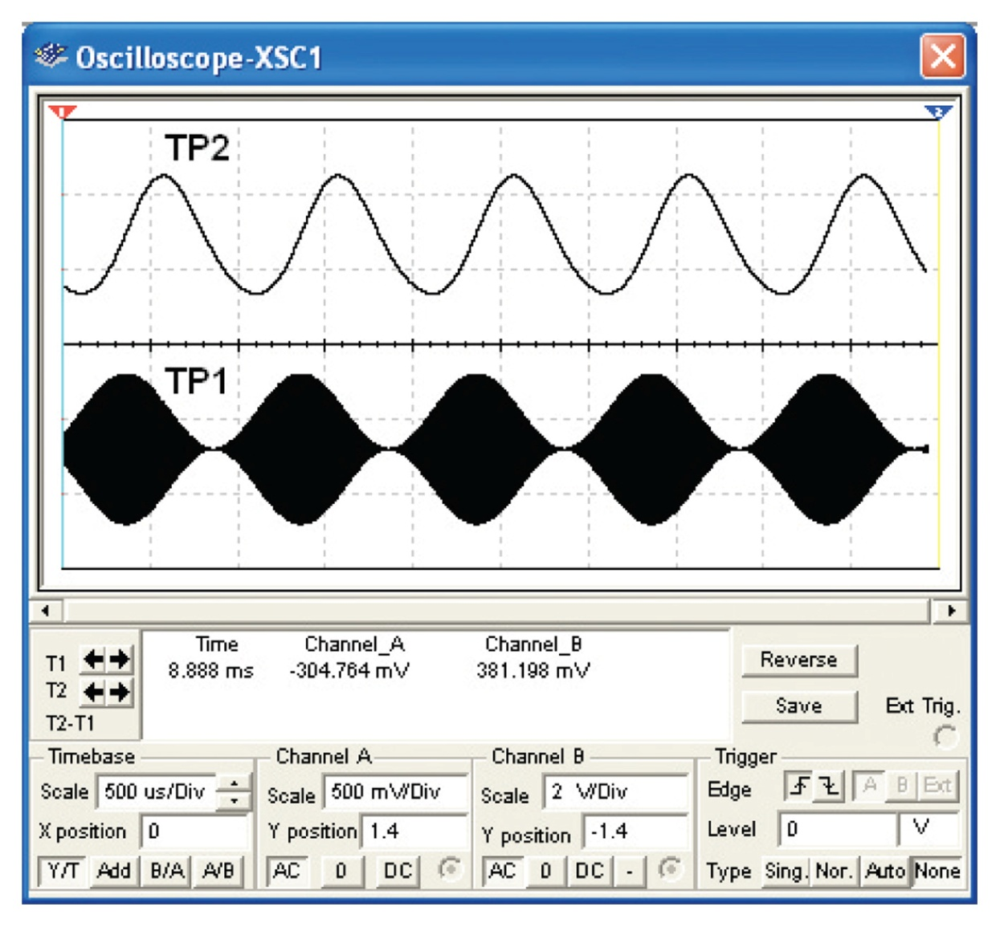 Oscilloscope-XSC1
1
2
TP2
TP1
Time Channel_A Channel_B
8.888 ms -304.764 mV 381.198 mV
T1
T2
T2-T1
Reverse
Save
Ext Trig.
Timebase
Scale 500 us/Div
X position 0
Y/T Add B/A A/B
Channel A
Scale 500 mV/Div
Y position 1.4
AC 0 DC
Channel B
Scale 2 V/Div
Y position -1.4
AC 0 DC -
Trigger
Edge A B Ext
Level 0 V
Type Sing. Nor. Auto None